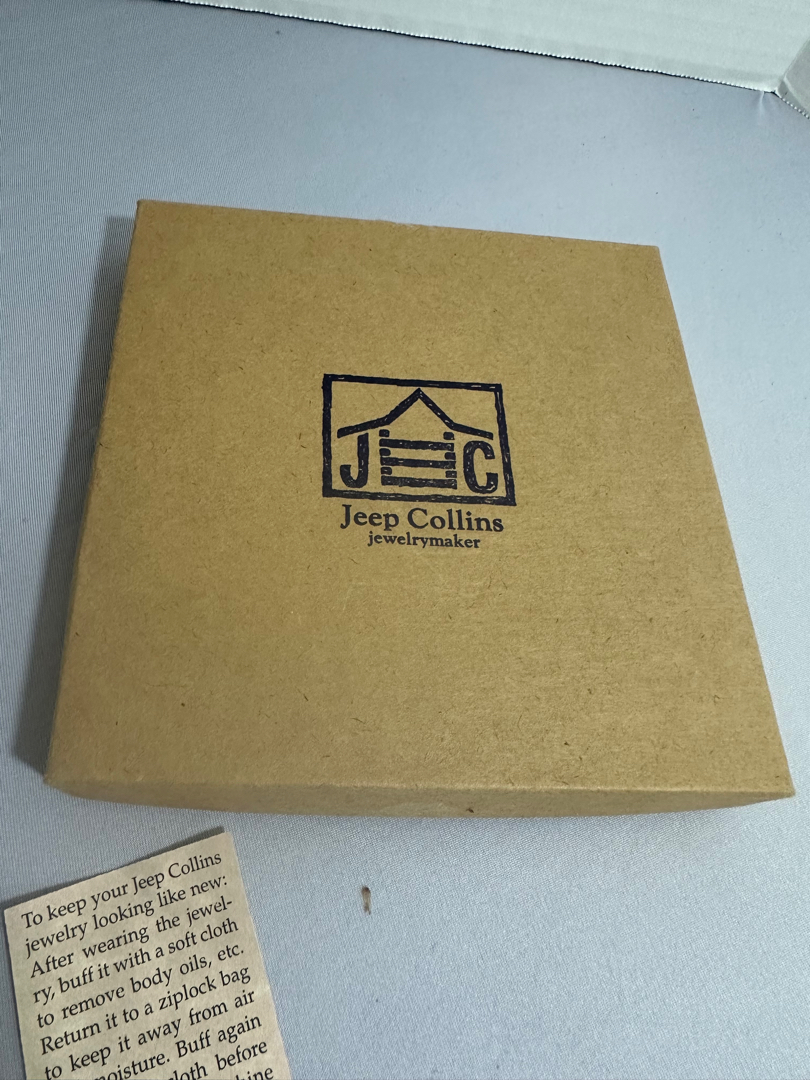 J C
Jeep Collins
jewelrymaker
To keep your Jeep Collins
jewelry looking like new:
After wearing the jewel-
ry, buff it with a soft cloth
to remove body oils, etc.
Return it to a ziplock bag
to keep it away from air
moisture. Buff again
cloth before